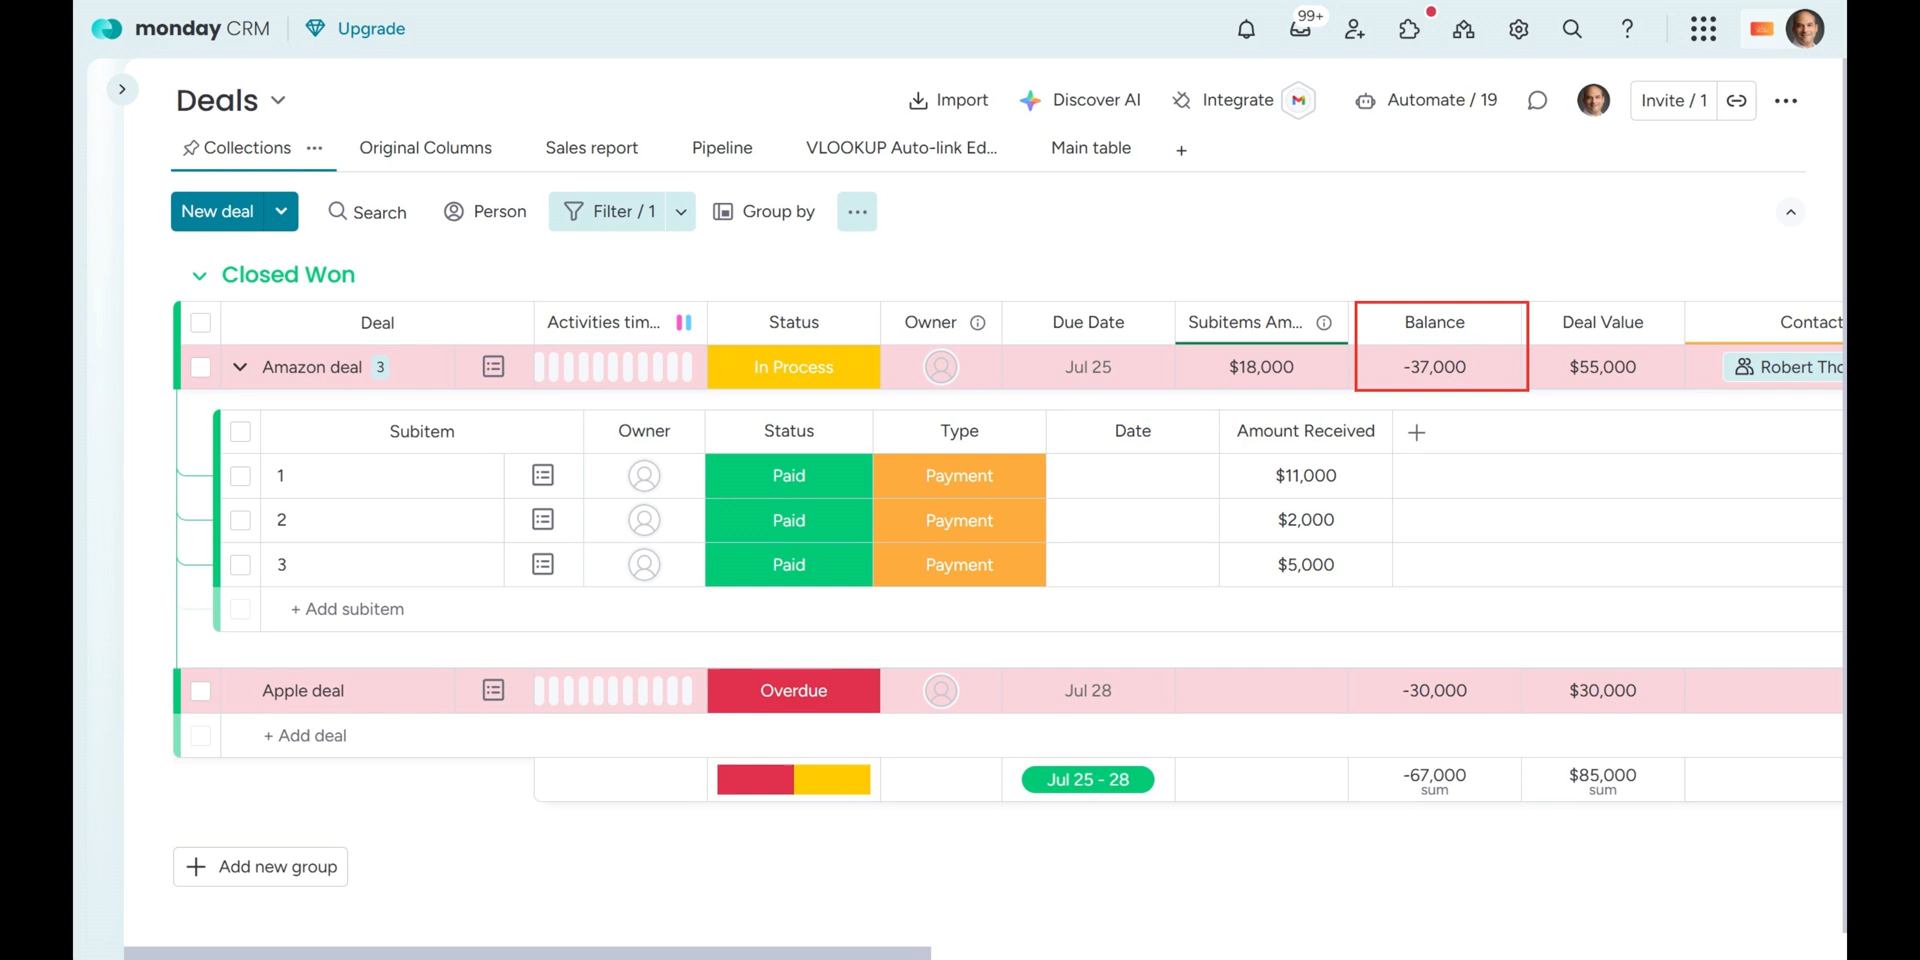 monday CRM
Upgrade
99+
Deals
Import
Discover AI
Integrate
Automate / 19
Invite / 1
Collections
Original Columns
Sales report
Pipeline
VLOOKUP Auto-link Ed...
Main table
New deal
Search
Person
Filter / 1
Group by
Closed Won
Deal
Activities tim...
Status
Owner
Due Date
Subitems Am...
Balance
Deal Value
Contact
Amazon deal 3
In Process
Jul 25
$18,000
-37,000
$55,000
Robert Tho
Subitem
Owner
Status
Type
Date
Amount Received
1
Paid
Payment
$11,000
2
Paid
Payment
$2,000
3
Paid
Payment
$5,000
+ Add subitem
Apple deal
Overdue
Jul 28
-30,000
$30,000
+ Add deal
Jul 25 - 28
-67,000
sum
$85,000
sum
Add new group